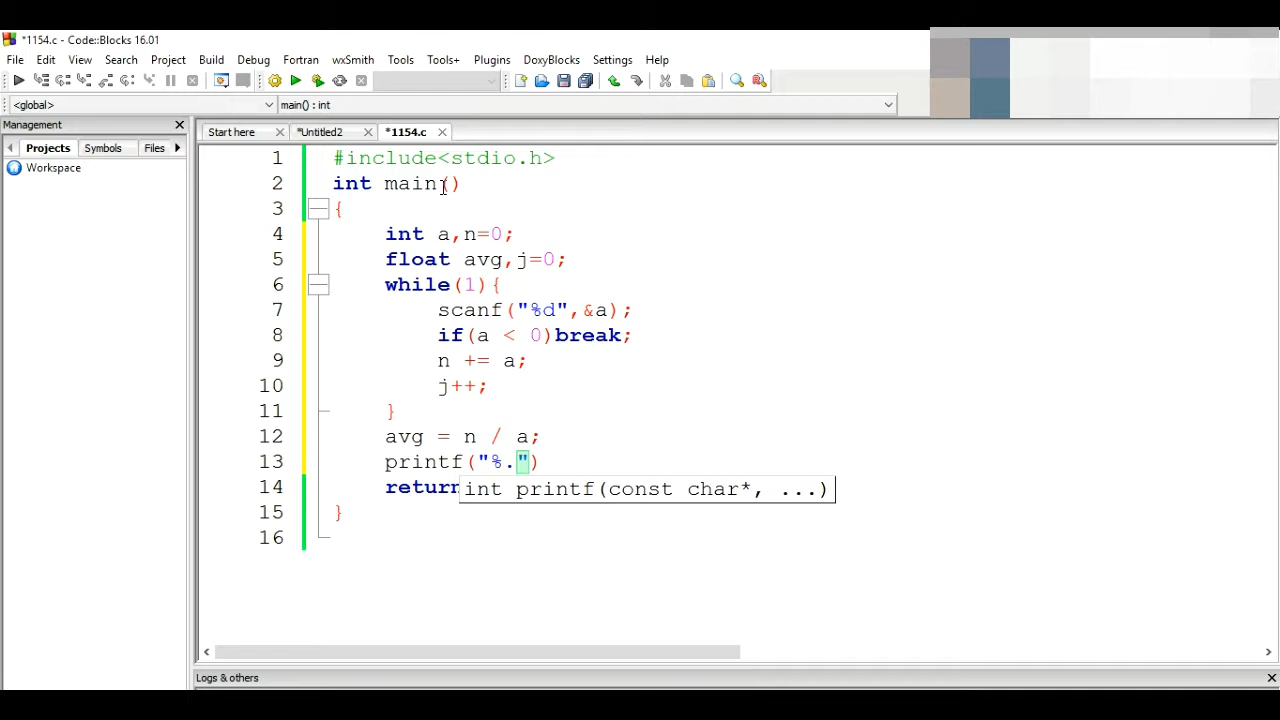 *1154.c - Code::Blocks 16.01
File Edit View Search Project Build Debug Fortran wxSmith Tools Tools+ Plugins DoxyBlocks Settings Help
<global> main() : int
Management
Projects Symbols Files
Workspace
Start here *Untitled2 *1154.c
1 #include<stdio.h>
2 int main()
3 {
4 int a,n=0;
5 float avg,j=0;
6 while(1){
7 scanf("%d",&a);
8 if(a < 0)break;
9 n += a;
10 j++;
11 }
12 avg = n / a;
13 printf("%.")
14 return
int printf(const char*, ...)
15 }
16
Logs & others